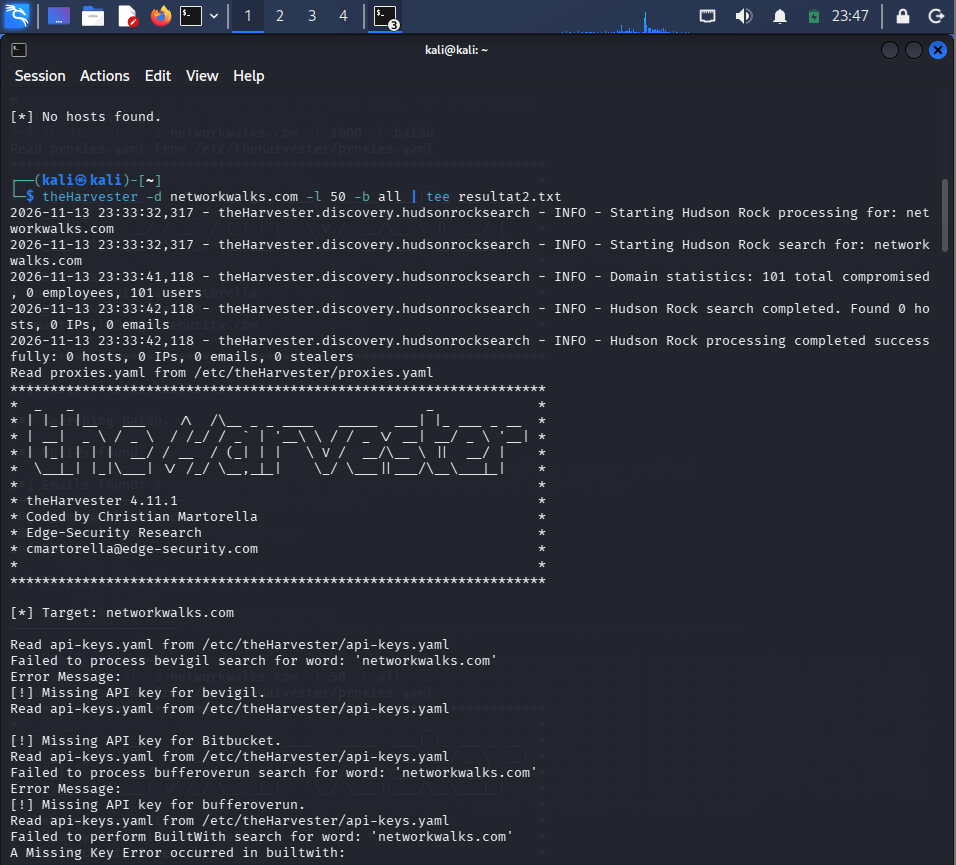 1 2 3 4 3 23:47
kali@kali: ~
Session Actions Edit View Help
[*] No hosts found.
(kali㉿kali)-[~]
$ theHarvester -d networkwalks.com -l 50 -b all | tee resultat2.txt
2026-11-13 23:33:32,317 - theHarvester.discovery.hudsonrocksearch - INFO - Starting Hudson Rock processing for: net
workwalks.com
2026-11-13 23:33:32,317 - theHarvester.discovery.hudsonrocksearch - INFO - Starting Hudson Rock search for: network
walks.com
2026-11-13 23:33:41,118 - theHarvester.discovery.hudsonrocksearch - INFO - Domain statistics: 101 total compromised
, 0 employees, 101 users
2026-11-13 23:33:42,118 - theHarvester.discovery.hudsonrocksearch - INFO - Hudson Rock search completed. Found 0 ho
sts, 0 IPs, 0 emails
2026-11-13 23:33:42,118 - theHarvester.discovery.hudsonrocksearch - INFO - Hudson Rock processing completed success
fully: 0 hosts, 0 IPs, 0 emails, 0 stealers
Read proxies.yaml from /etc/theHarvester/proxies.yaml
*******************************************************************
* theHarvester 4.11.1 *
* Coded by Christian Martorella *
* Edge-Security Research *
* cmartorella@edge-security.com *
* *
*******************************************************************
[*] Target: networkwalks.com
Read api-keys.yaml from /etc/theHarvester/api-keys.yaml
Failed to process bevigil search for word: 'networkwalks.com'
Error Message:
[!] Missing API key for bevigil.
Read api-keys.yaml from /etc/theHarvester/api-keys.yaml
[!] Missing API key for Bitbucket.
Read api-keys.yaml from /etc/theHarvester/api-keys.yaml
Failed to process bufferoverun search for word: 'networkwalks.com'
Error Message:
[!] Missing API key for bufferoverun.
Read api-keys.yaml from /etc/theHarvester/api-keys.yaml
Failed to perform BuiltWith search for word: 'networkwalks.com'
A Missing Key Error occurred in builtwith: